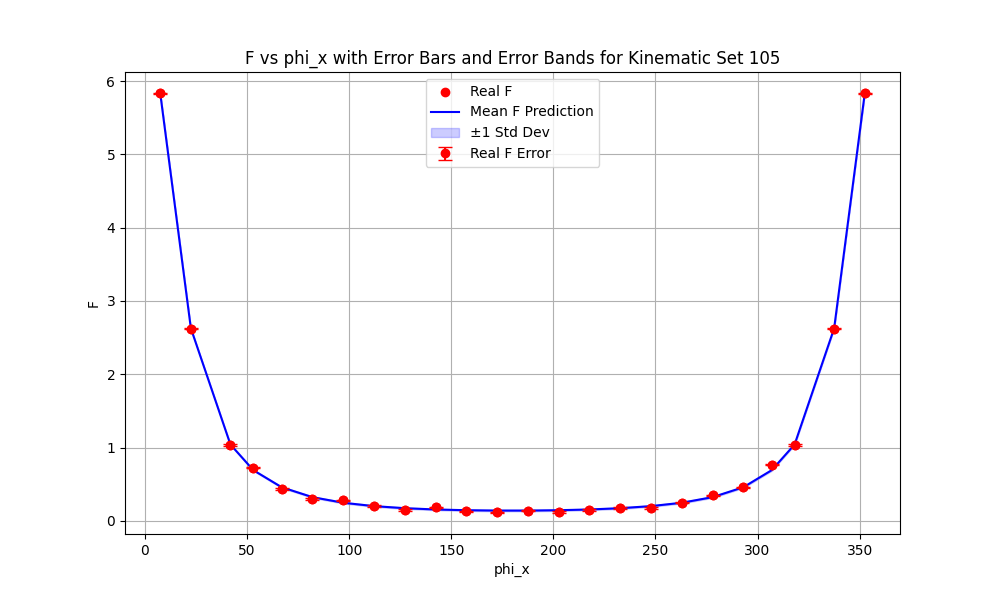 F vs phi_x with Error Bars and Error Bands for Kinematic Set 105
Real F
Mean F Prediction
±1 Std Dev
Real F Error
6
5
4
3
2
1
0
F
0 50 100 150 200 250 300 350
phi_x